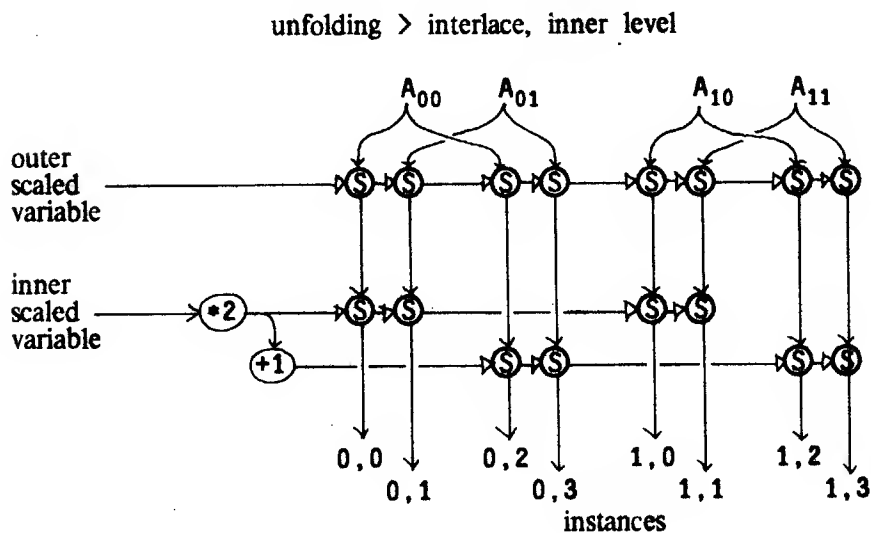 unfolding > interlace, inner level
A00 A01 A10 A11
outer
scaled
variable
S S S S S S S S
inner
scaled
variable
*2
S S S S
+1
S S S S
0,0 0,2 1,0 1,2
0,1 0,3 1,1 1,3
instances